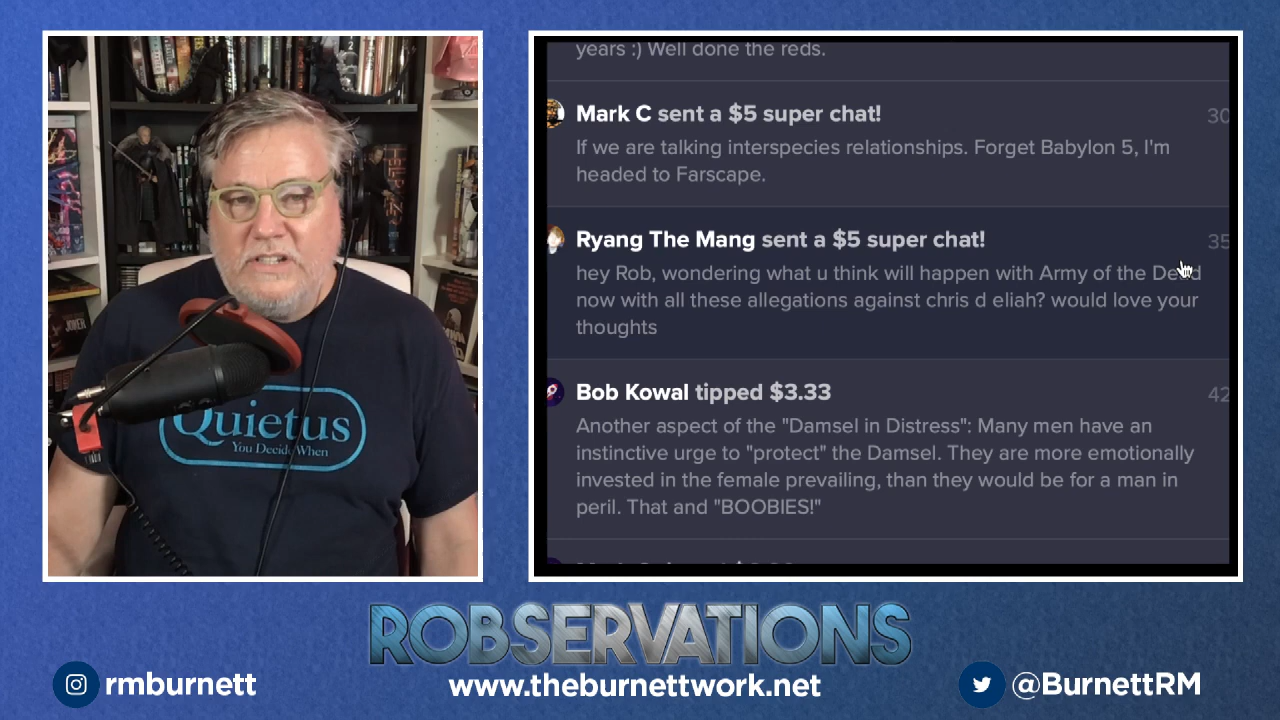 JOKER
Quietus
You Decide When
years :) Well done the reds.
Mark C sent a $5 super chat!
30
If we are talking interspecies relationships. Forget Babylon 5, I'm
headed to Farscape.
Ryang The Mang sent a $5 super chat!
35
hey Rob, wondering what u think will happen with Army of the Dead
now with all these allegations against chris d eliah? would love your
thoughts
Bob Kowal tipped $3.33
42
Another aspect of the "Damsel in Distress": Many men have an
instinctive urge to "protect" the Damsel. They are more emotionally
invested in the female prevailing, than they would be for a man in
peril. That and "BOOBIES!"
ROBSERVATIONS
rmburnett
www.theburnettwork.net
@BurnettRM